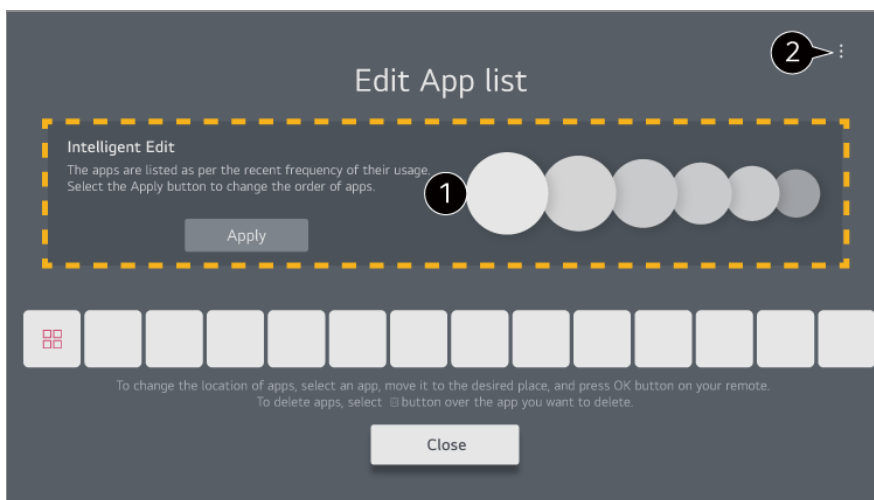 2
Edit App list
Intelligent Edit
The apps are listed as per the recent frequency of their usage.
Select the Apply button to change the order of apps.
1
Apply
To change the location of apps, select an app, move it to the desired place, and press OK button on your remote.
To delete apps, select button over the app you want to delete.
Close